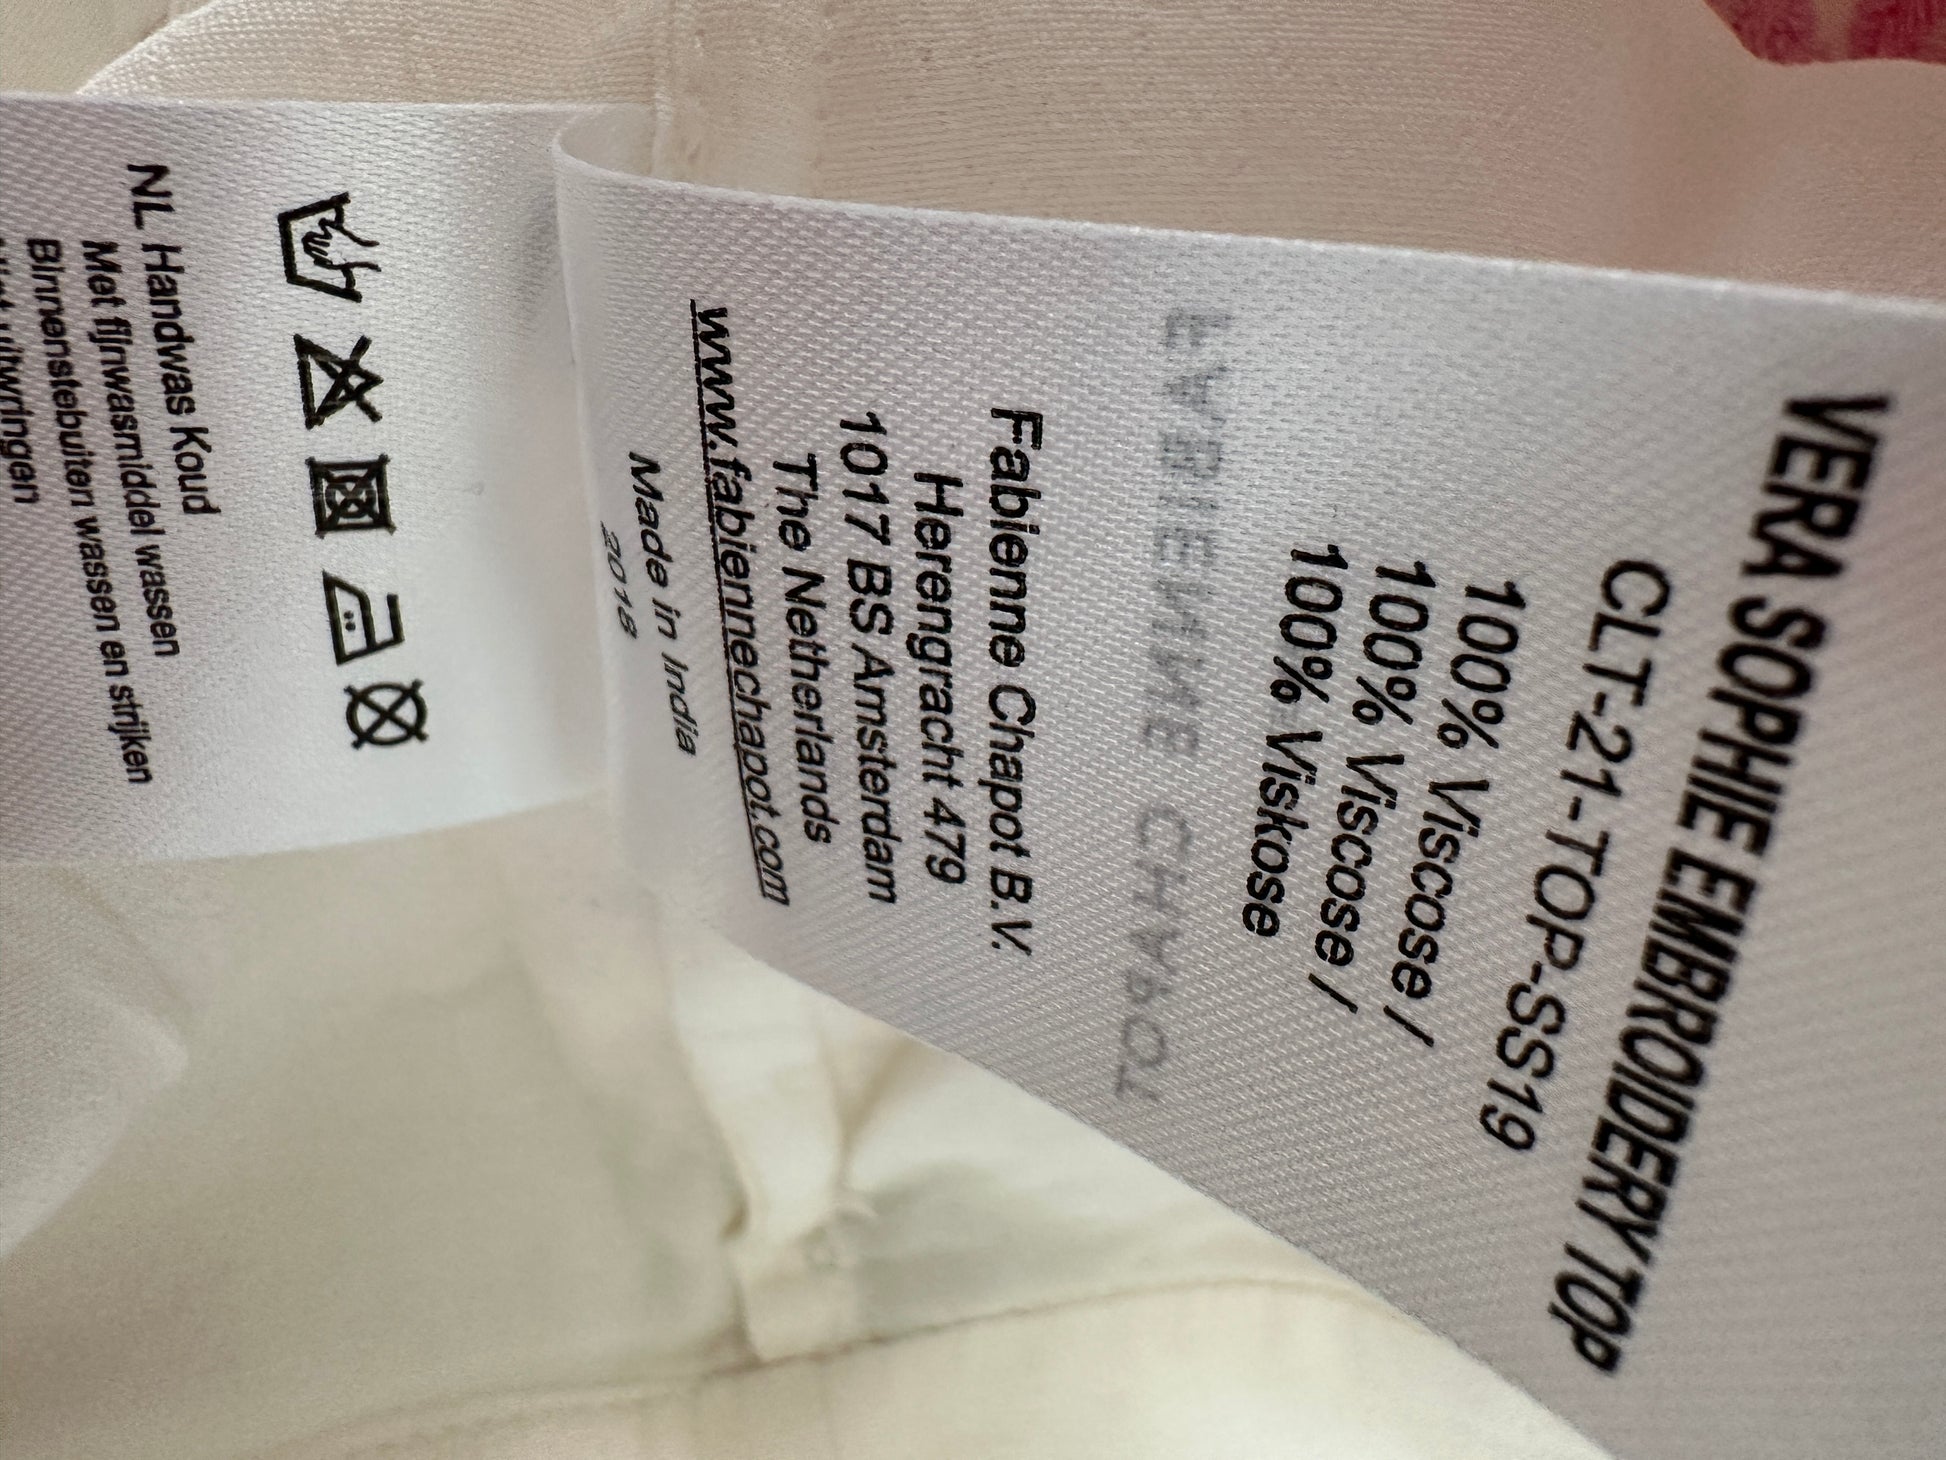 VERA SOPHIE EMBROIDERY TOP
CLT-21-TOP-SS19
100% Viscose /
100% Viscose /
100% Viskose
FABIENNE CHAPOT
Fabienne Chapot B.V.
Herengracht 479
1017 BS Amsterdam
The Netherlands
www.fabiennechapot.com
Made in India
2018
NL Handwas Koud
Met fijnwasmiddel wassen
Binnenstebuiten wassen en strijken
uitwringen